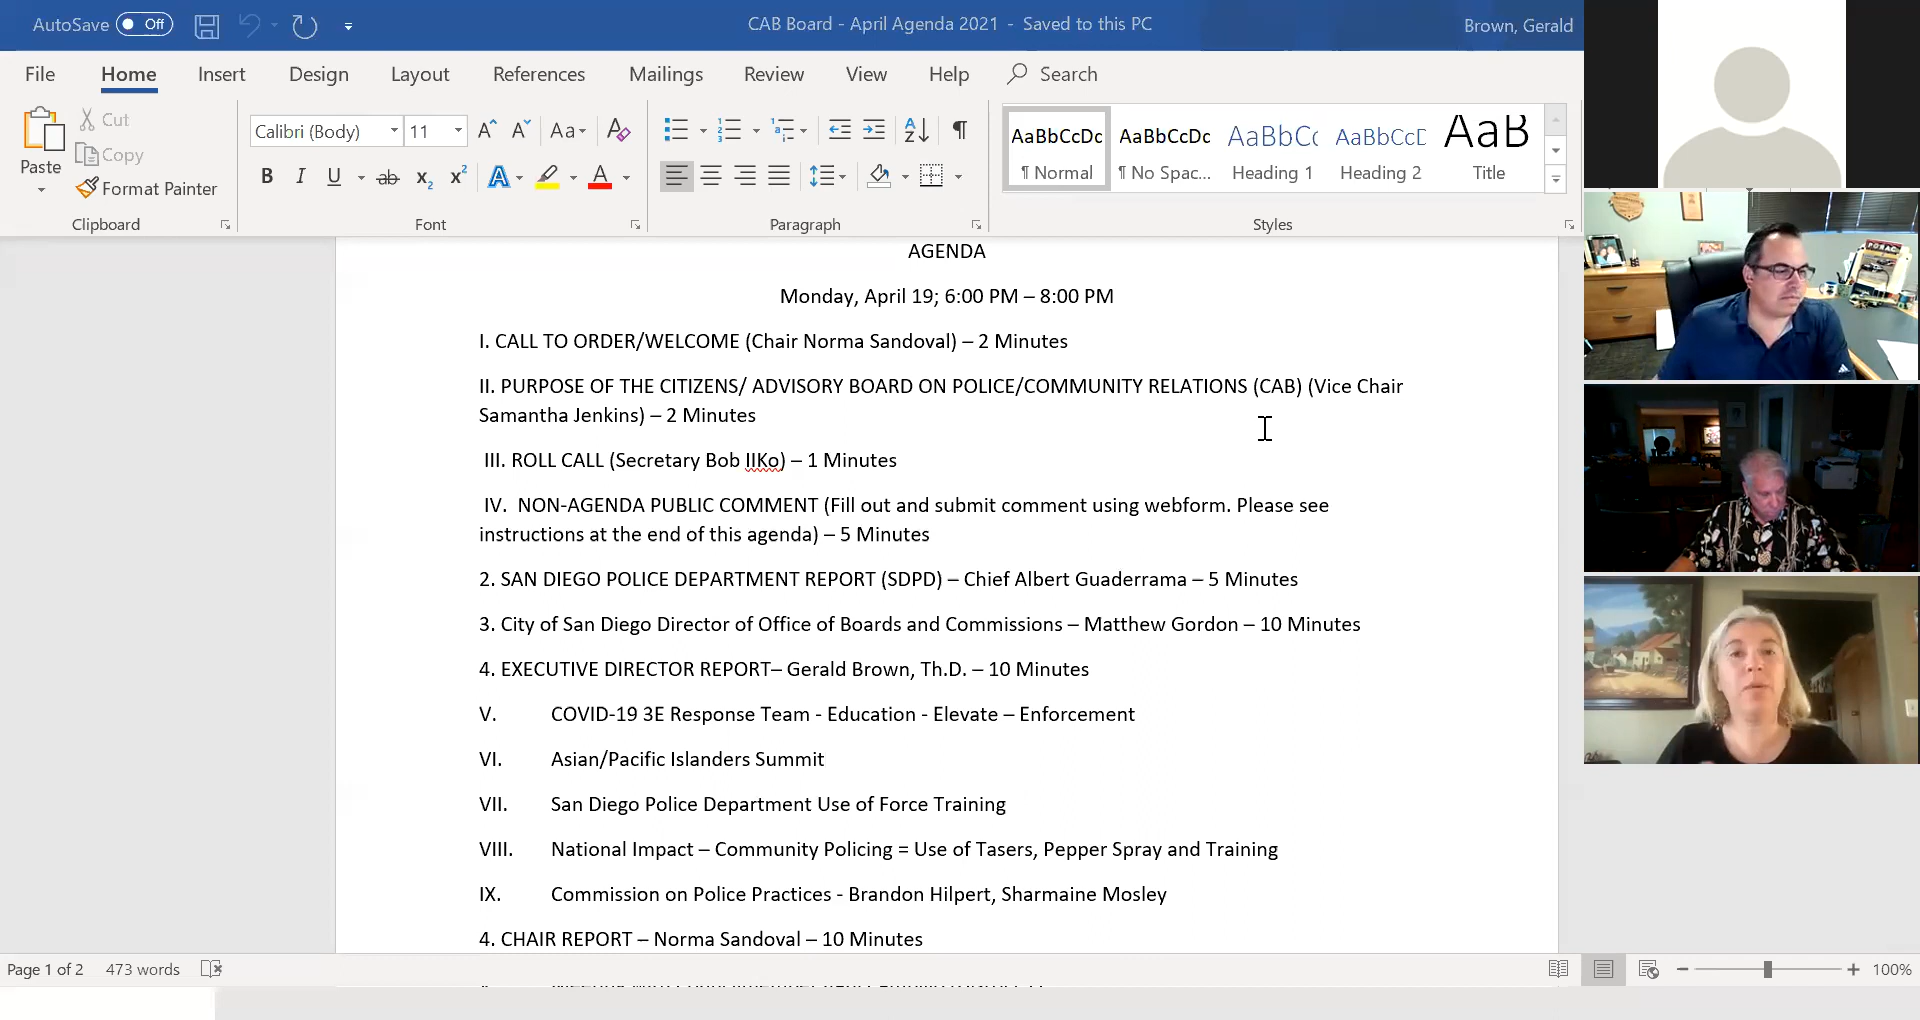 AutoSave Off
CAB Board - April Agenda 2021 - Saved to this PC
Brown, Gerald
File Home Insert Design Layout References Mailings Review View Help Search
Paste
Cut
Copy
Format Painter
Clipboard
Calibri (Body) 11
Font
Paragraph
AaBbCcDc AaBbCcDc AaBbCc AaBbCcD AaB
¶ Normal ¶ No Spac... Heading 1 Heading 2 Title
Styles
AGENDA
Monday, April 19; 6:00 PM – 8:00 PM
I. CALL TO ORDER/WELCOME (Chair Norma Sandoval) – 2 Minutes
II. PURPOSE OF THE CITIZENS/ ADVISORY BOARD ON POLICE/COMMUNITY RELATIONS (CAB) (Vice Chair
Samantha Jenkins) – 2 Minutes
III. ROLL CALL (Secretary Bob IIKo) – 1 Minutes
IV. NON-AGENDA PUBLIC COMMENT (Fill out and submit comment using webform. Please see
instructions at the end of this agenda) – 5 Minutes
2. SAN DIEGO POLICE DEPARTMENT REPORT (SDPD) – Chief Albert Guaderrama – 5 Minutes
3. City of San Diego Director of Office of Boards and Commissions – Matthew Gordon – 10 Minutes
4. EXECUTIVE DIRECTOR REPORT– Gerald Brown, Th.D. – 10 Minutes
V. COVID-19 3E Response Team - Education - Elevate – Enforcement
VI. Asian/Pacific Islanders Summit
VII. San Diego Police Department Use of Force Training
VIII. National Impact – Community Policing = Use of Tasers, Pepper Spray and Training
IX. Commission on Police Practices - Brandon Hilpert, Sharmaine Mosley
4. CHAIR REPORT – Norma Sandoval – 10 Minutes
Page 1 of 2 473 words
100%
PORAC